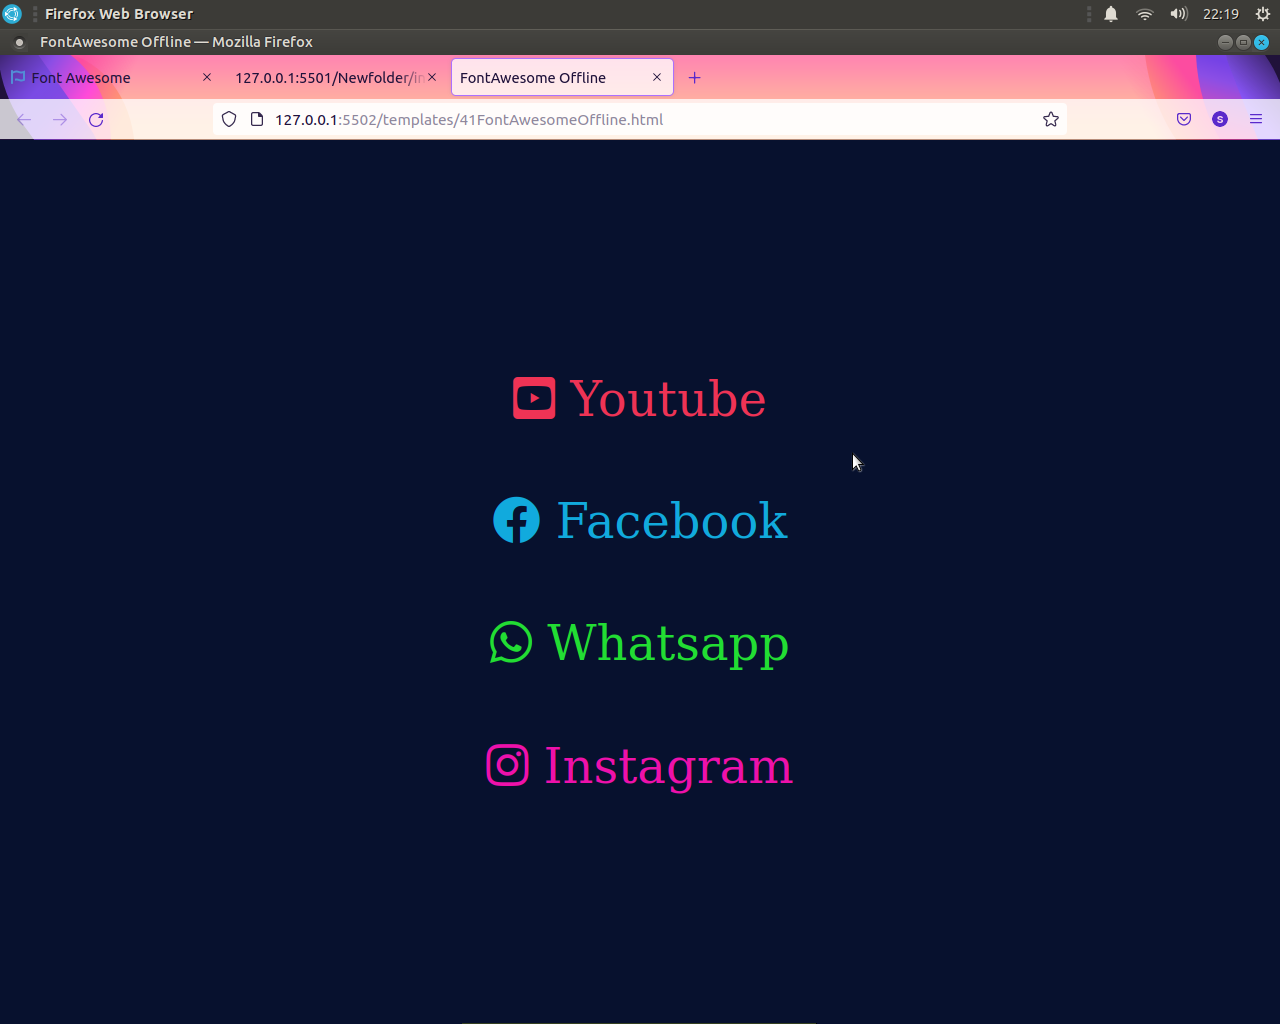 Firefox Web Browser 22:19
FontAwesome Offline — Mozilla Firefox
Font Awesome 127.0.0.1:5501/Newfolder/in FontAwesome Offline
127.0.0.1:5502/templates/41FontAwesomeOffline.html S
Youtube
Facebook
Whatsapp
Instagram